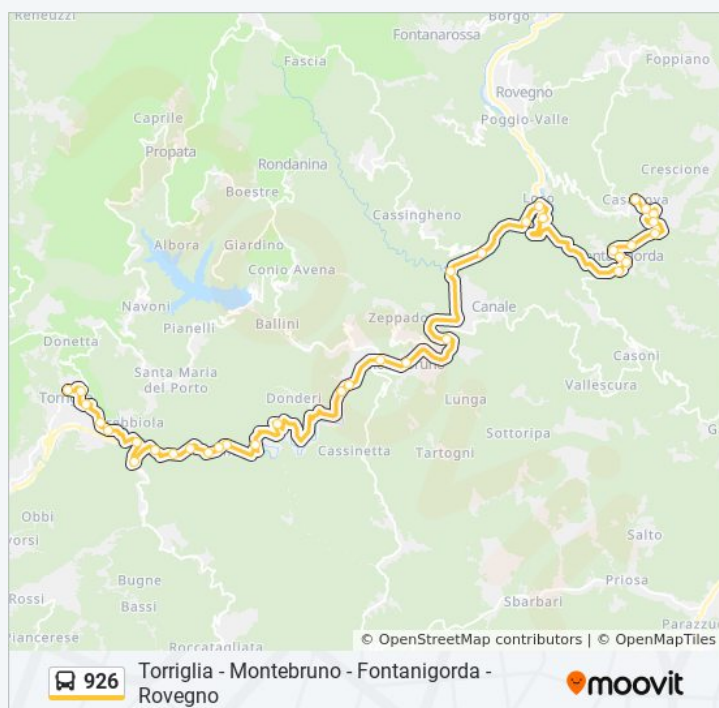 Reneuzzi
Borgo
Fontanarossa
Fascia
Foppiano
Rovegno
Caprile
Poggio-Valle
Propata
Crescione
Rondanina
Boestre
Cassingheno
Albora
Giardino
Conio Avena
Canale
Navoni
Pianelli
Ballini
Zeppado
Donetta
Casoni
Santa Maria
del Porto
Donderi
Vallescura
Lunga
Sottoripa
Cassinetta
Tartogni
Obbi
Salto
Bugne
Priosa
Rossi
Bassi
Sbarbari
Parazzu
Piancerese
Roccatagliata
© OpenStreetMap contributors | © OpenMapTiles
926
Torriglia - Montebruno - Fontanigorda -
Rovegno
moovit